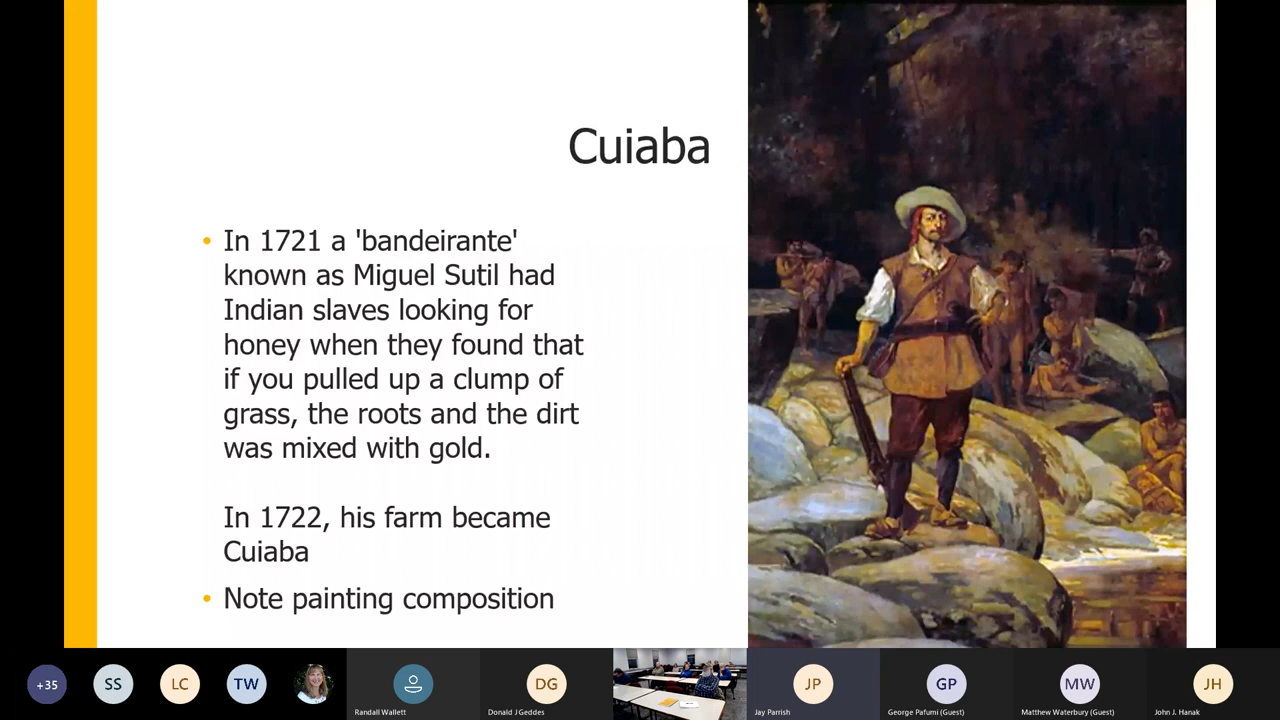 Cuiaba
• In 1721 a 'bandeirante'
known as Miguel Sutil had
Indian slaves looking for
honey when they found that
if you pulled up a clump of
grass, the roots and the dirt
was mixed with gold.
In 1722, his farm became
Cuiaba
• Note painting composition
+35
SS
LC
TW
Randall Wallett
DG
Donald J Geddes
JP
Jay Parrish
GP
George Pafumi (Guest)
MW
Matthew Waterbury (Guest)
JH
John J. Hanak